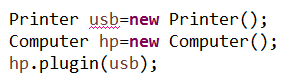 Printer usb=new Printer();
Computer hp=new Computer();
hp.plugin(usb);